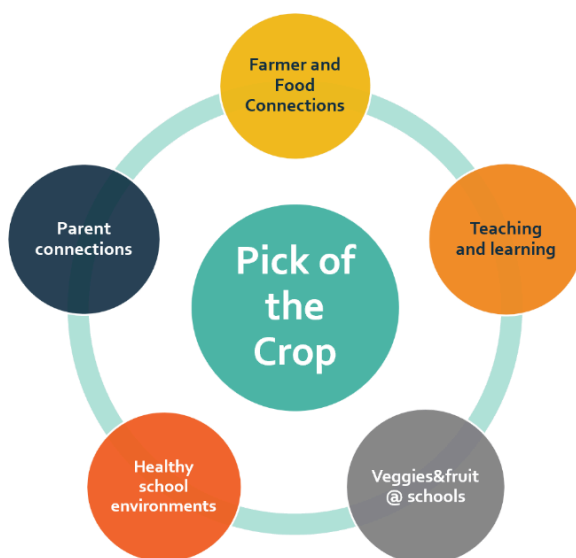 Farmer and
Food
Connections
Teaching
and learning
Veggies&fruit
@ schools
Healthy
school
environments
Parent
connections
Pick of
the
Crop